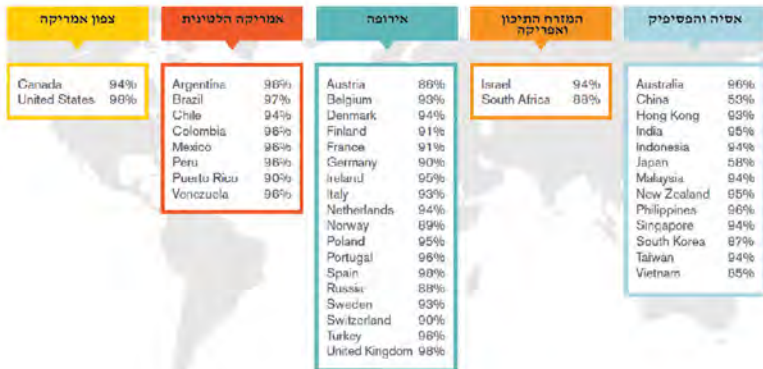 צפון אמריקה
Canada 94%
United States 98%
אמריקה הלטינית
Argentina 98%
Brazil 97%
Chile 94%
Colombia 96%
Mexico 96%
Peru 96%
Puerto Rico 90%
Venezuela 96%
אירופה
Austria 86%
Belgium 93%
Denmark 94%
Finland 91%
France 91%
Germany 90%
Ireland 95%
Italy 93%
Netherlands 94%
Norway 89%
Poland 95%
Portugal 96%
Spain 98%
Russia 88%
Sweden 93%
Switzerland 90%
Turkey 96%
United Kingdom 98%
המזרח התיכון
ואפריקה
Israel 94%
South Africa 88%
אסיה והפסיפיק
Australia 96%
China 53%
Hong Kong 93%
India 95%
Indonesia 94%
Japan 58%
Malaysia 94%
New Zealand 95%
Philippines 96%
Singapore 94%
South Korea 87%
Taiwan 94%
Vietnam 85%